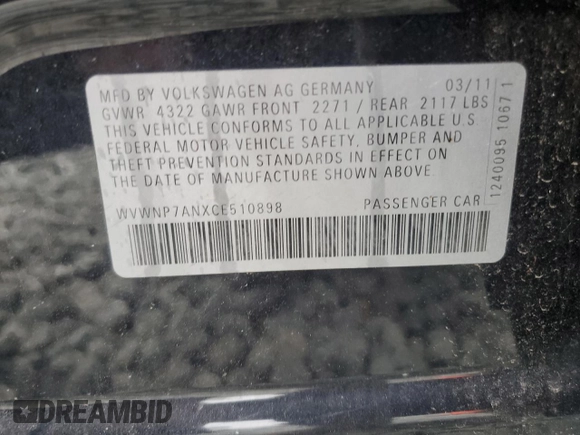 MFD BY VOLKSWAGEN AG GERMANY 03/11
GVWR 4322 GAWR FRONT 2271 / REAR 2117 LBS
THIS VEHICLE CONFORMS TO ALL APPLICABLE U.S.
FEDERAL MOTOR VEHICLE SAFETY, BUMPER AND
THEFT PREVENTION STANDARDS IN EFFECT ON
THE DATE OF MANUFACTURE SHOWN ABOVE.
WVWNP7ANXCE510898 PASSENGER CAR
1240095 1067 1
DREAMBID